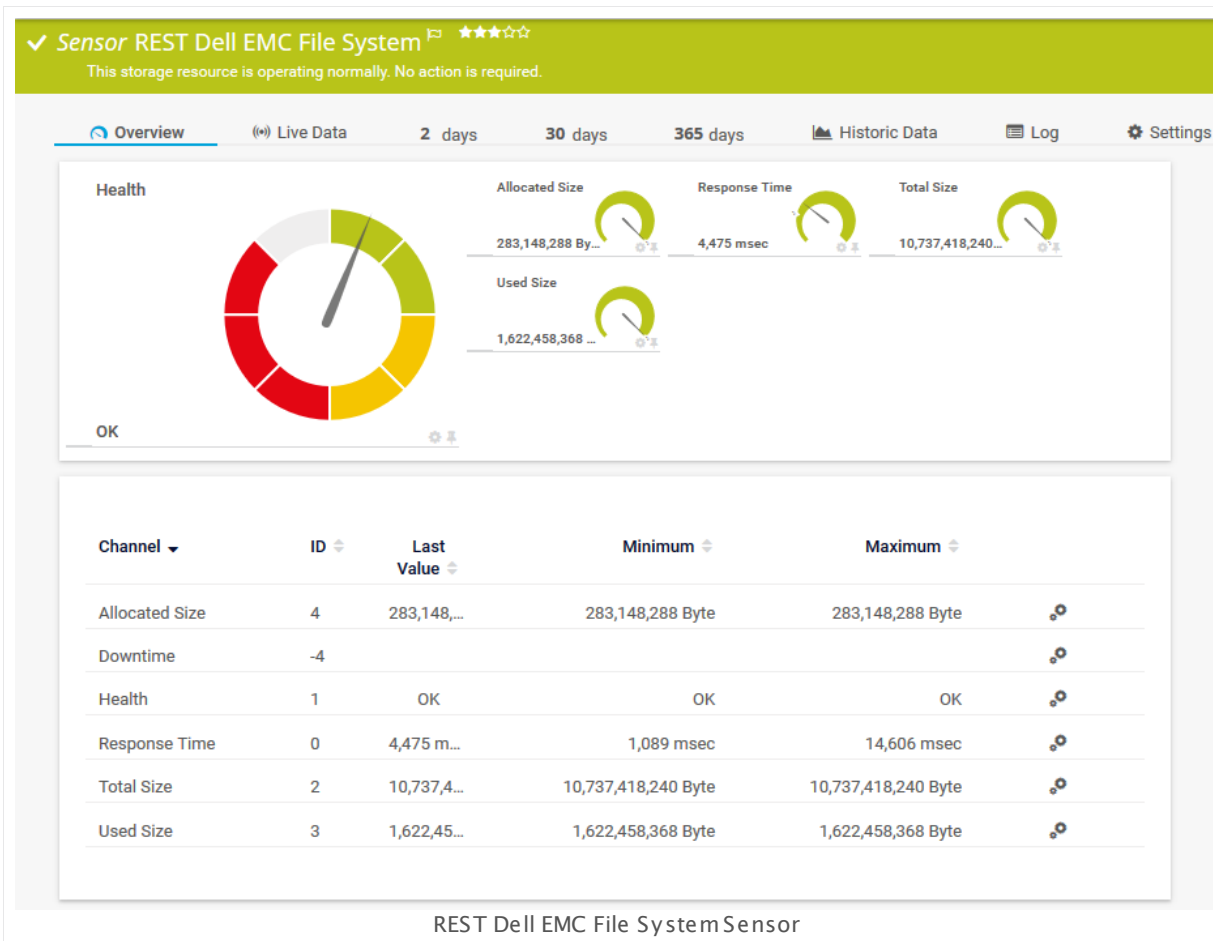 Sensor REST Dell EMC File System
This storage resource is operating normally. No action is required.
Overview Live Data 2 days 30 days 365 days Historic Data Log Settings
Health
OK
Allocated Size
283,148,288 By...
Response Time
4,475 msec
Total Size
10,737,418,240...
Used Size
1,622,458,368 ...
Channel ID Last Value Minimum Maximum
Allocated Size 4 283,148,... 283,148,288 Byte 283,148,288 Byte
Downtime -4
Health 1 OK OK OK
Response Time 0 4,475 m... 1,089 msec 14,606 msec
Total Size 2 10,737,4... 10,737,418,240 Byte 10,737,418,240 Byte
Used Size 3 1,622,45... 1,622,458,368 Byte 1,622,458,368 Byte
REST Dell EMC File System Sensor